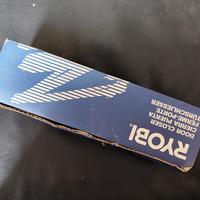 RYOBI®
DOOR CLOSER
CIERRA PUERTA
FERME-PORTE
TÜRSCHLIESSER